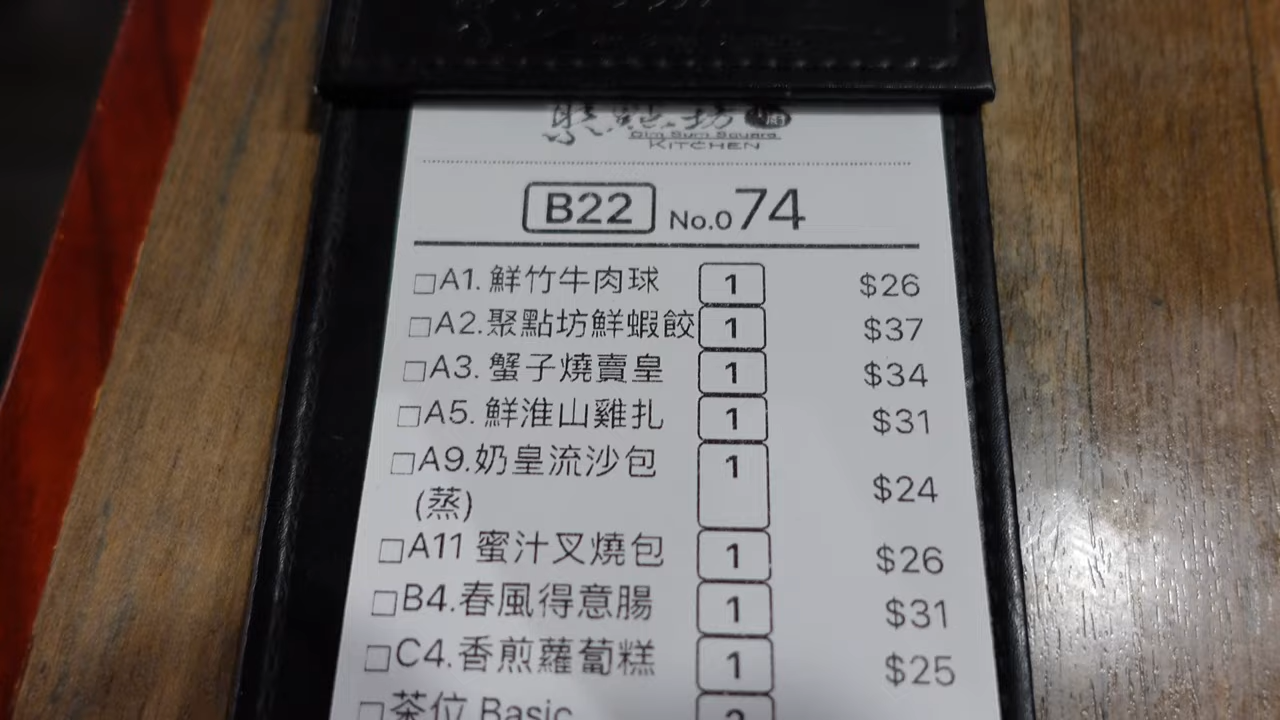 聚點坊
Dim Sum Square
KITCHEN
B22 No.074
□A1. 鮮竹牛肉球 1 $26
□A2.聚點坊鮮蝦餃 1 $37
□A3. 蟹子燒賣皇 1 $34
□A5. 鮮淮山雞扎 1 $31
□A9.奶皇流沙包 1 $24
(蒸)
□A11 蜜汁叉燒包 1 $26
□B4.春風得意腸 1 $31
□C4.香煎蘿蔔糕 1 $25
□茶位 Basic